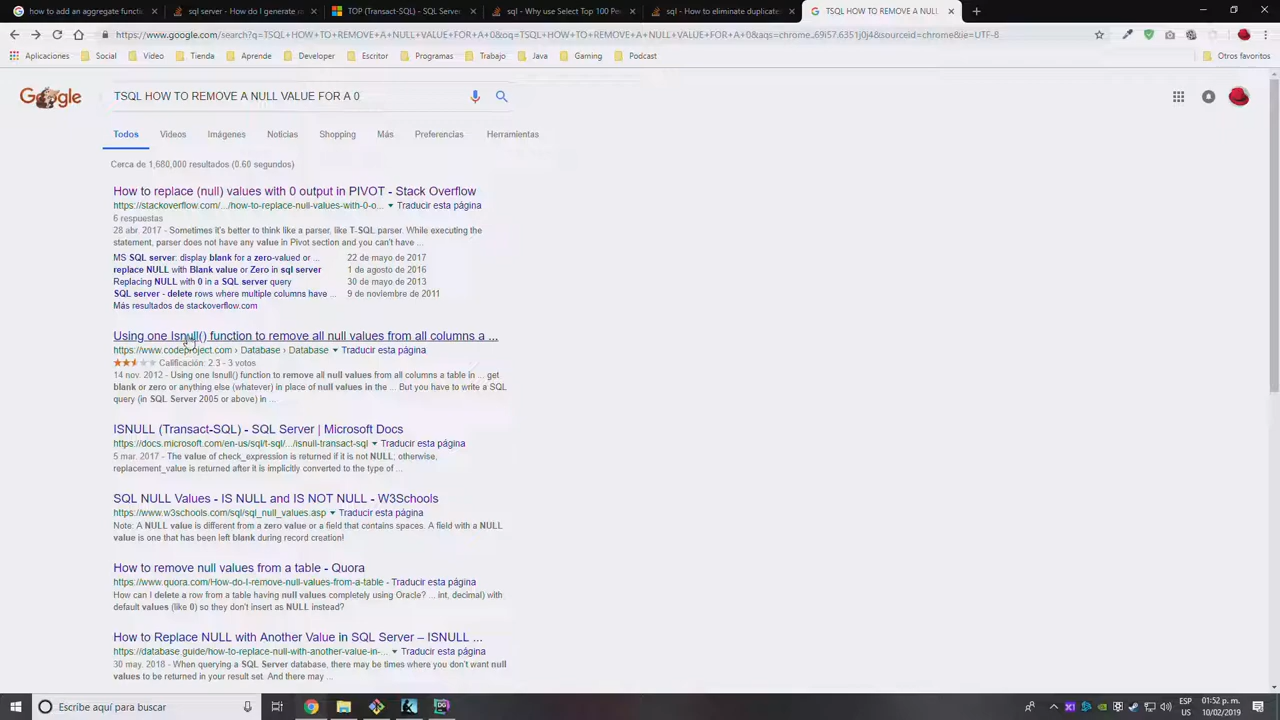 how to add an aggregate function
sql server - How do I generate r
TOP (Transact-SQL) - SQL Server
sql - Why use Select Top 100 Per
sql - How to eliminate duplicate
TSQL HOW TO REMOVE A NULL
https://www.google.com/search?q=TSQL+HOW+TO+REMOVE+A+NULL+VALUE+FOR+A+0&oq=TSQL+HOW+TO+REMOVE+A+NULL+VALUE+FOR+A+0&aqs=chrome..69i57.6351j0j4&sourceid=chrome&ie=UTF-8
Aplicaciones Social Varios Tienda Aprende Developer Escritor Programas Trabajo Java Gaming Podcast Otros favoritos
Google
TSQL HOW TO REMOVE A NULL VALUE FOR A 0
Todos Videos Imágenes Noticias Shopping Más Preferencias Herramientas
Cerca de 1,680,000 resultados (0.60 segundos)
How to replace (null) values with 0 output in PIVOT - Stack Overflow
https://stackoverflow.com/.../how-to-replace-null-values-with-0-o... Traducir esta página
6 respuestas
28 abr. 2017 - Sometimes it's better to think like a parser, like T-SQL parser. While executing the
statement, parser does not have any value in Pivot section and you can't have ...
MS SQL server: display blank for a zero-valued or ... 22 de mayo de 2017
replace NULL with Blank value or Zero in sql server 1 de agosto de 2016
Replacing NULL with 0 in a SQL server query 30 de mayo de 2013
SQL server - delete rows where multiple columns have ... 9 de noviembre de 2011
Más resultados de stackoverflow.com
Using one Isnull() function to remove all null values from all columns a ...
https://www.codeproject.com › Database › Database Traducir esta página
Calificación: 2.3 - 3 votos
14 nov. 2012 - Using one Isnull() function to remove all null values from all columns a table in ... get
blank or zero or anything else (whatever) in place of null values in the ... But you have to write a SQL
query (in SQL Server 2005 or above) in ...
ISNULL (Transact-SQL) - SQL Server | Microsoft Docs
https://docs.microsoft.com/en-us/sql/t-sql/.../isnull-transact-sql Traducir esta página
5 mar. 2017 - The value of check_expression is returned if it is not NULL; otherwise,
replacement_value is returned after it is implicitly converted to the type of ...
SQL NULL Values - IS NULL and IS NOT NULL - W3Schools
https://www.w3schools.com/sql/sql_null_values.asp Traducir esta página
Note: A NULL value is different from a zero value or a field that contains spaces. A field with a NULL
value is one that has been left blank during record creation!
How to remove null values from a table - Quora
https://www.quora.com/How-do-I-remove-null-values-from-a-table - Traducir esta página
How can I delete a row from a table having null values completely using Oracle? ... int, decimal) with
default values (like 0) so they don't insert as NULL instead?
How to Replace NULL with Another Value in SQL Server – ISNULL ...
https://database.guide/how-to-replace-null-with-another-value-in-... Traducir esta página
30 may. 2018 - When querying a SQL Server database, there may be times where you don't want null
values to be returned in your result set. And there may ...
Escribe aquí para buscar
ESP
US
01:52 p. m.
10/02/2019